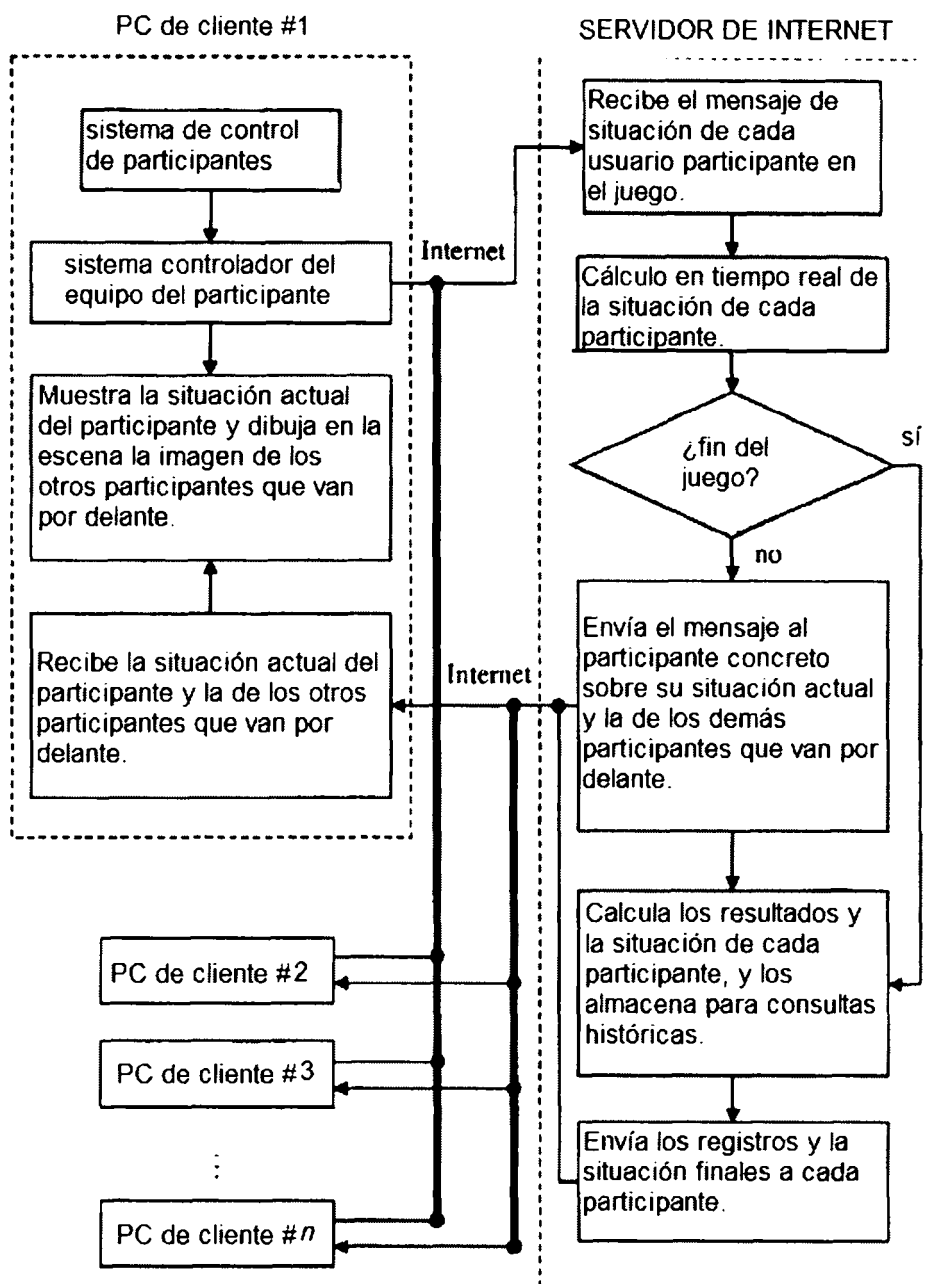 PC de cliente #1
sistema de control
de participantes
sistema controlador del
equipo del participante
Muestra la situación actual
del participante y dibuja en la
escena la imagen de los
otros participantes que van
por delante.
Recibe la situación actual del
participante y la de los otros
participantes que van por
delante.
PC de cliente #2
PC de cliente #3
⋮
PC de cliente #n
Internet
Internet
SERVIDOR DE INTERNET
Recibe el mensaje de
situación de cada
usuario participante en
el juego.
Cálculo en tiempo real de
la situación de cada
participante.
¿fin del
juego?
sí
no
Envía el mensaje al
participante concreto
sobre su situación actual
y la de los demás
participantes que van por
delante.
Calcula los resultados y
la situación de cada
participante, y los
almacena para consultas
históricas.
Envía los registros y la
situación finales a cada
participante.